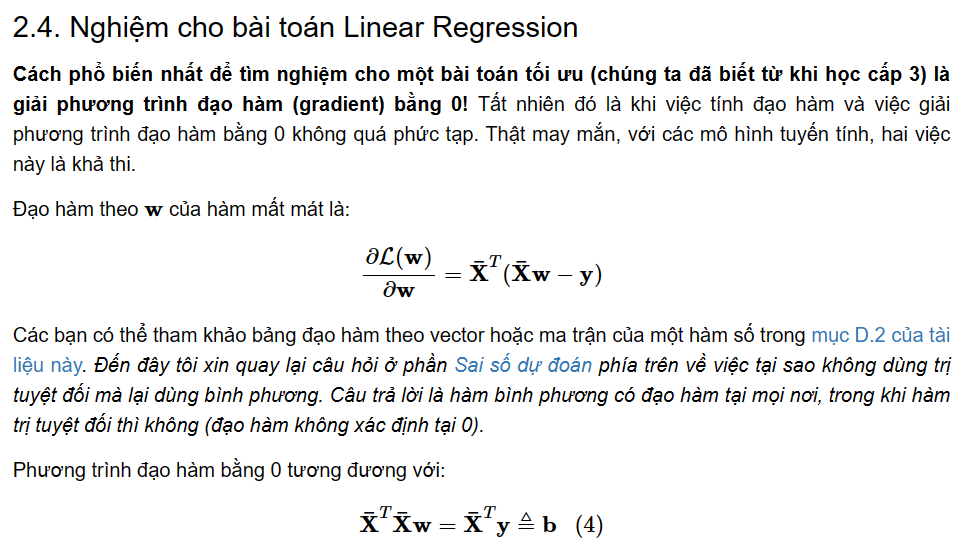 2.4. Nghiệm cho bài toán Linear Regression
Cách phổ biến nhất để tìm nghiệm cho một bài toán tối ưu (chúng ta đã biết từ khi học cấp 3) là
giải phương trình đạo hàm (gradient) bằng 0! Tất nhiên đó là khi việc tính đạo hàm và việc giải
phương trình đạo hàm bằng 0 không quá phức tạp. Thật may mắn, với các mô hình tuyến tính, hai việc
này là khả thi.
Đạo hàm theo w của hàm mất mát là:
∂ℒ(w)/∂w = X̄ᵀ(X̄w − y)
Các bạn có thể tham khảo bảng đạo hàm theo vector hoặc ma trận của một hàm số trong mục D.2 của tài
liệu này. Đến đây tôi xin quay lại câu hỏi ở phần Sai số dự đoán phía trên về việc tại sao không dùng trị
tuyệt đối mà lại dùng bình phương. Câu trả lời là hàm bình phương có đạo hàm tại mọi nơi, trong khi hàm
trị tuyệt đối thì không (đạo hàm không xác định tại 0).
Phương trình đạo hàm bằng 0 tương đương với:
X̄ᵀX̄w = X̄ᵀy ≜ b (4)